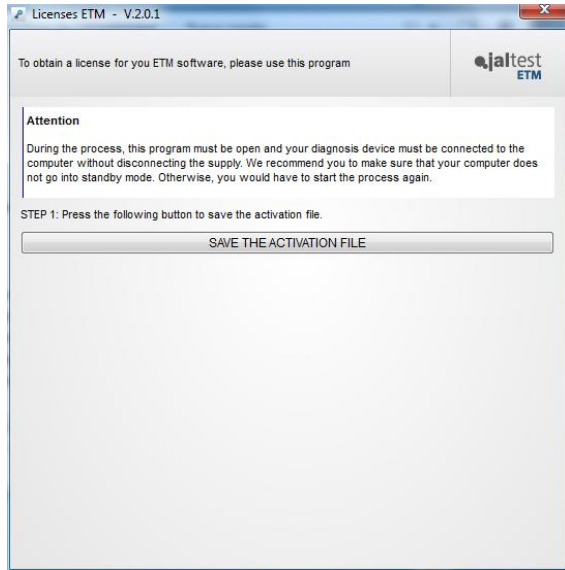 Licenses ETM - V.2.0.1
To obtain a license for you ETM software, please use this program
jaltest
ETM
Attention
During the process, this program must be open and your diagnosis device must be connected to the
computer without disconnecting the supply. We recommend you to make sure that your computer does
not go into standby mode. Otherwise, you would have to start the process again.
STEP 1: Press the following button to save the activation file.
SAVE THE ACTIVATION FILE